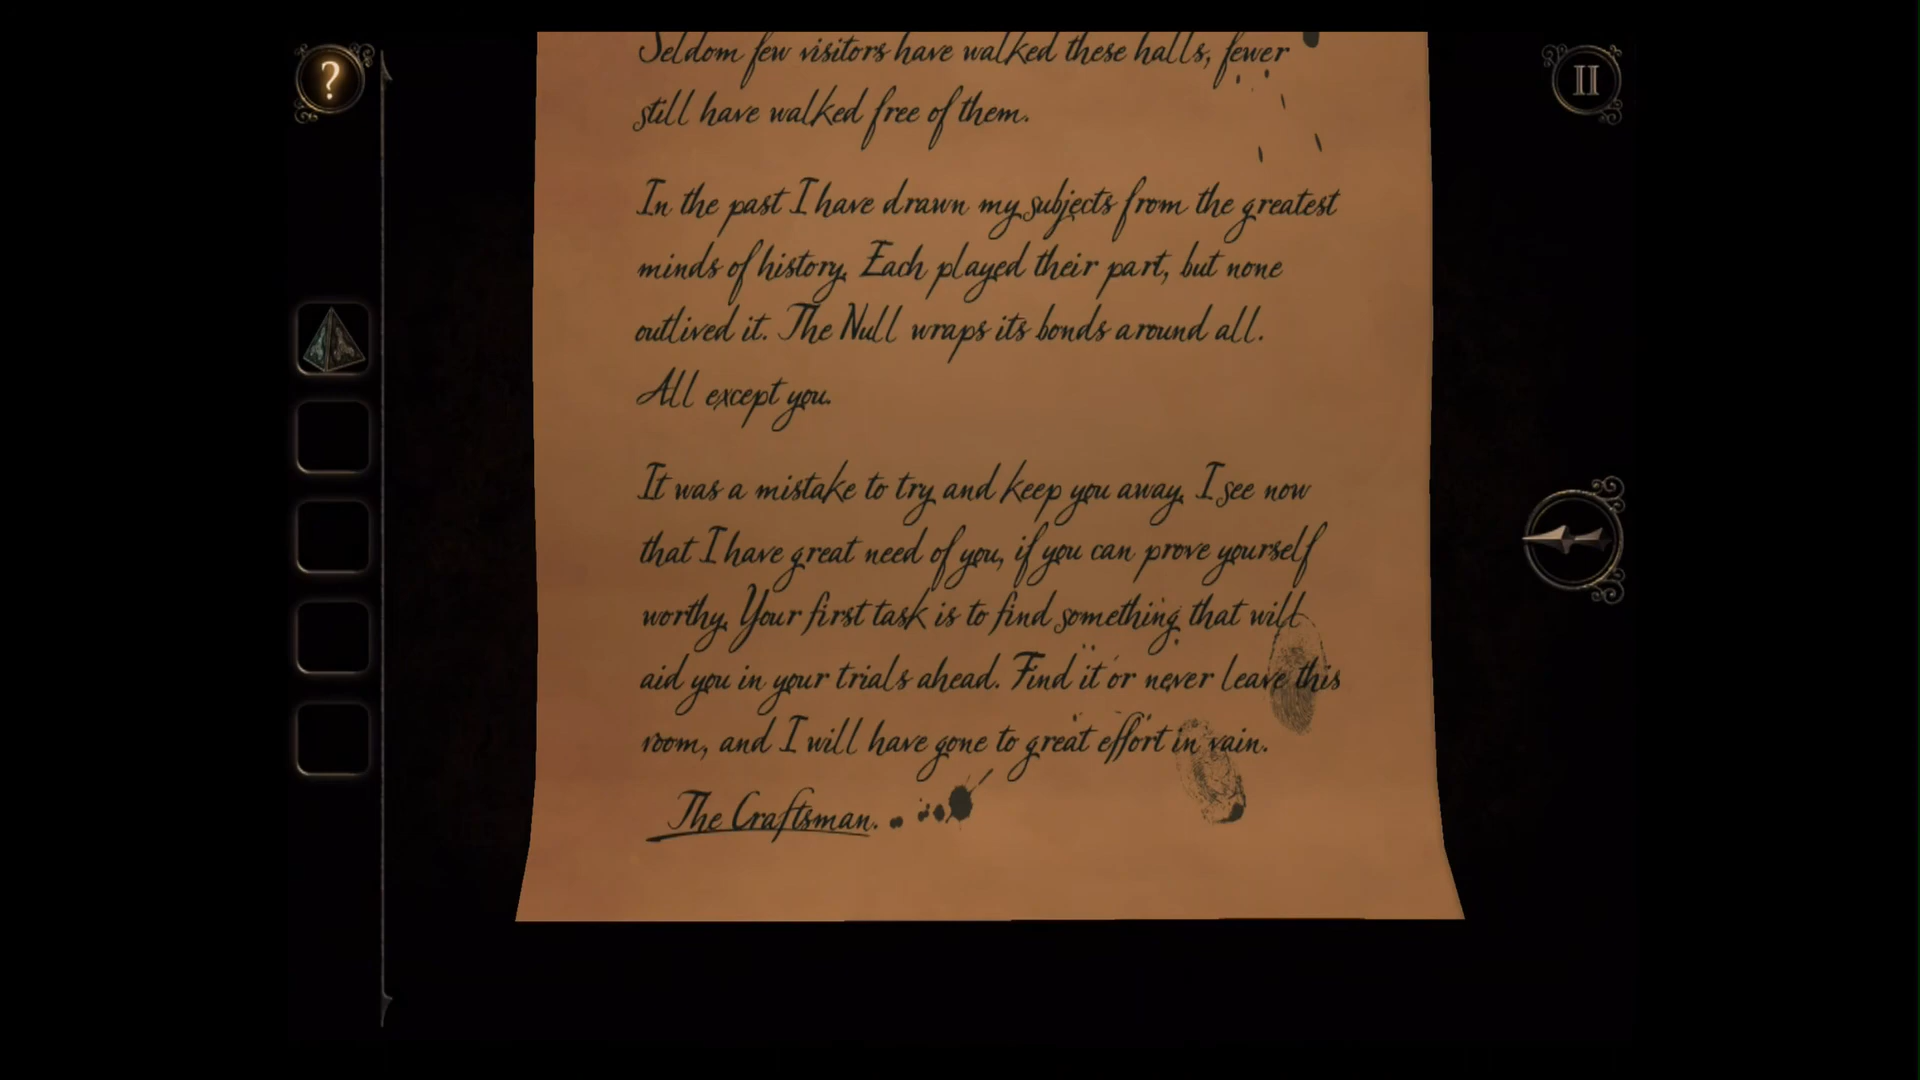 ?
II
Seldom few visitors have walked these halls, fewer
still have walked free of them.
In the past I have drawn my subjects from the greatest
minds of history. Each played their part, but none
outlived it. The Null wraps its bonds around all.
All except you.
It was a mistake to try and keep you away. I see now
that I have great need of you, if you can prove yourself
worthy. Your first task is to find something that will
aid you in your trials ahead. Find it or never leave this
room, and I will have gone to great effort in vain.
The Craftsman.